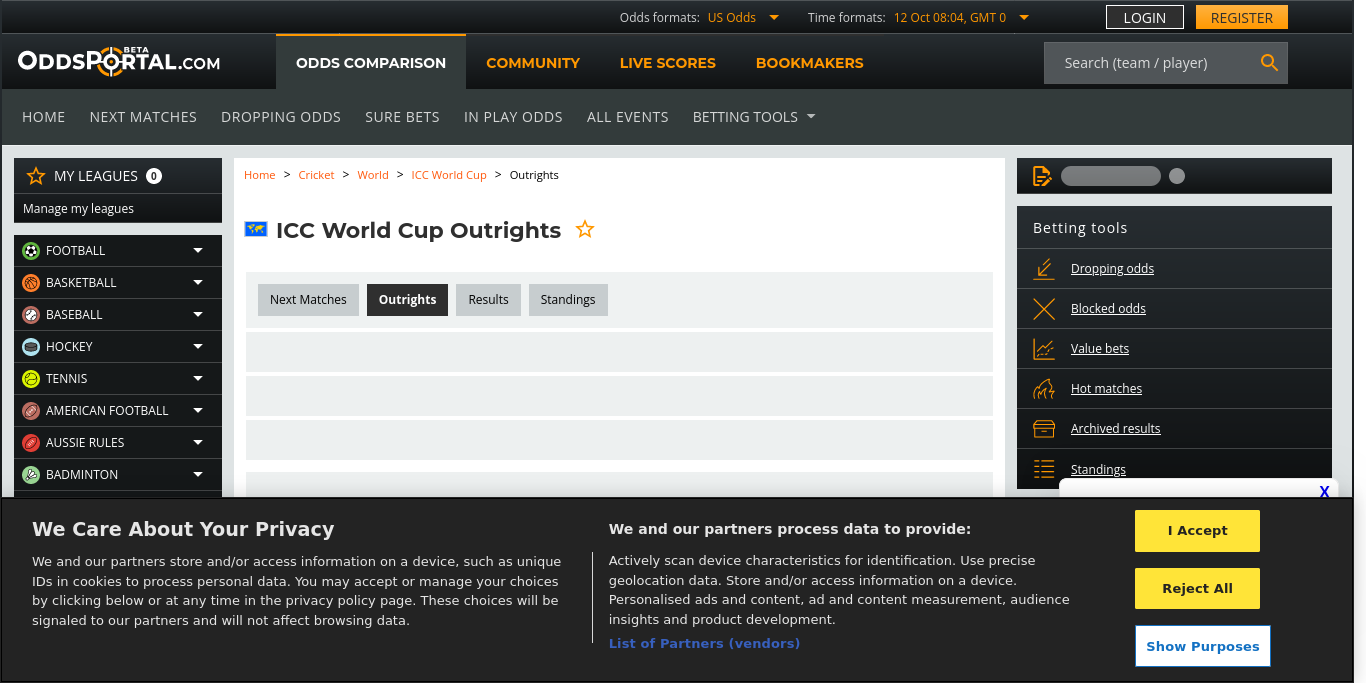 Odds formats: US Odds Time formats: 12 Oct 08:04, GMT 0 LOGIN REGISTER
ODDSPORTAL.COM BETA ODDS COMPARISON COMMUNITY LIVE SCORES BOOKMAKERS Search (team / player)
HOME NEXT MATCHES DROPPING ODDS SURE BETS IN PLAY ODDS ALL EVENTS BETTING TOOLS
MY LEAGUES 0
Manage my leagues
FOOTBALL
BASKETBALL
BASEBALL
HOCKEY
TENNIS
AMERICAN FOOTBALL
AUSSIE RULES
BADMINTON
Home > Cricket > World > ICC World Cup > Outrights
ICC World Cup Outrights
Next Matches Outrights Results Standings
Betting tools
Dropping odds
Blocked odds
Value bets
Hot matches
Archived results
Standings
X
We Care About Your Privacy
We and our partners store and/or access information on a device, such as unique
IDs in cookies to process personal data. You may accept or manage your choices
by clicking below or at any time in the privacy policy page. These choices will be
signaled to our partners and will not affect browsing data.
We and our partners process data to provide:
Actively scan device characteristics for identification. Use precise
geolocation data. Store and/or access information on a device.
Personalised ads and content, ad and content measurement, audience
insights and product development.
List of Partners (vendors)
I Accept
Reject All
Show Purposes